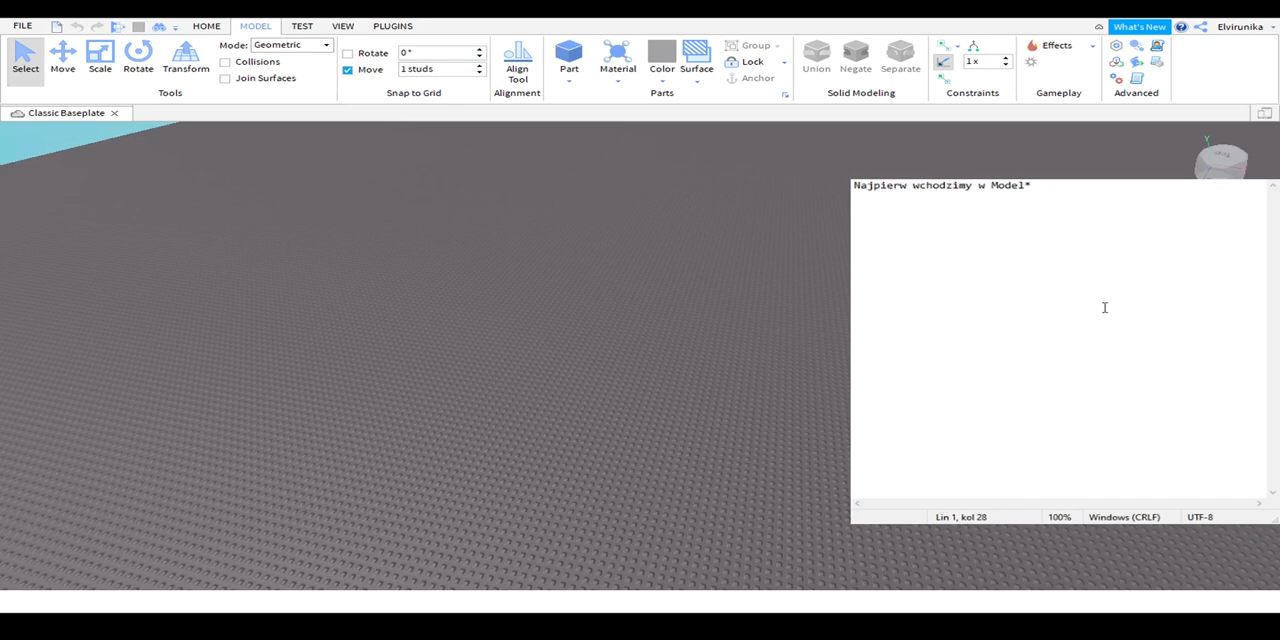 FILE HOME MODEL TEST VIEW PLUGINS What's New Elvirunika
Select Move Scale Rotate Transform
Mode: Geometric
Collisions
Join Surfaces
Tools
Rotate 0°
Move 1 studs
Snap to Grid
Align Tool
Alignment
Part Material Color Surface
Group
Lock
Anchor
Parts
Union Negate Separate
Solid Modeling
1 x
Constraints
Effects
Gameplay
Advanced
Classic Baseplate
Y
Najpierw wchodzimy w Model*
Lin 1, kol 28 100% Windows (CRLF) UTF-8